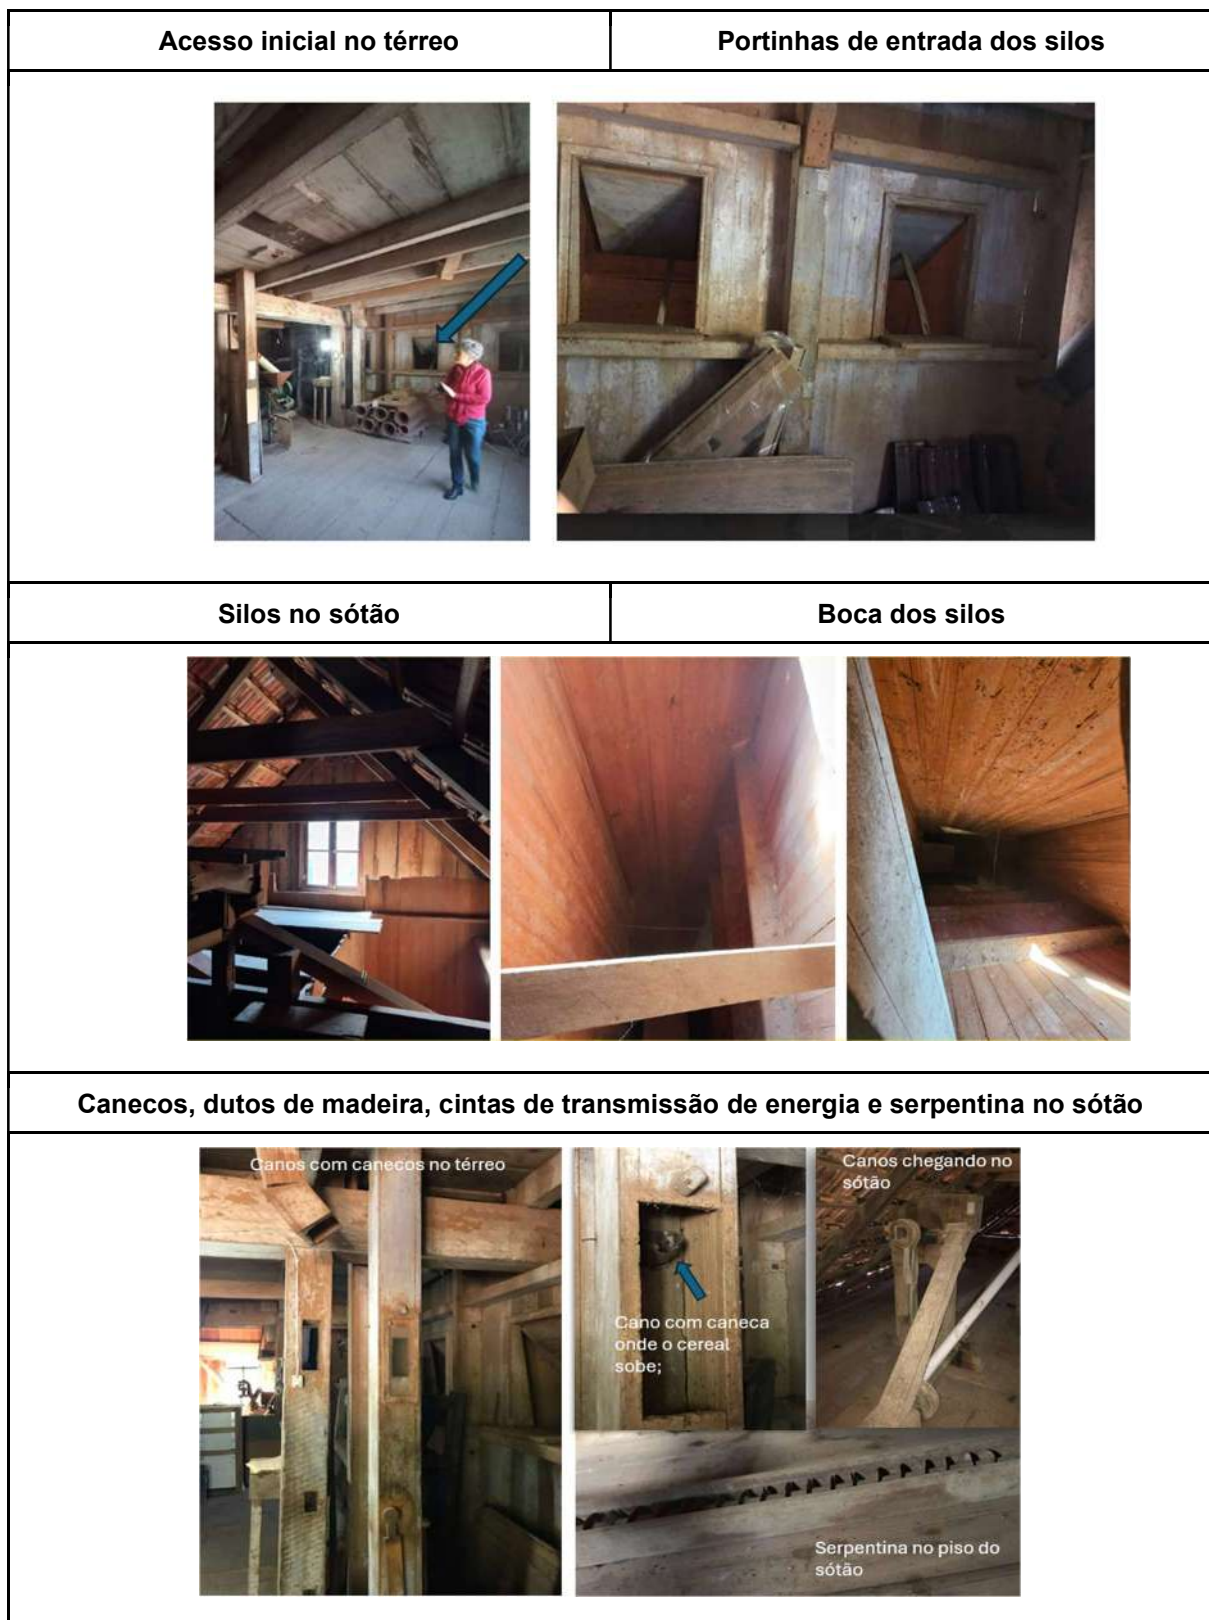 Acesso inicial no térreo
Portinhas de entrada dos silos
Silos no sótão
Boca dos silos
Canecos, dutos de madeira, cintas de transmissão de energia e serpentina no sótão
Canos com canecos no térreo
Cano com caneca
onde o cereal
sobe;
Canos chegando no
sótão
Serpentina no piso do
sótão